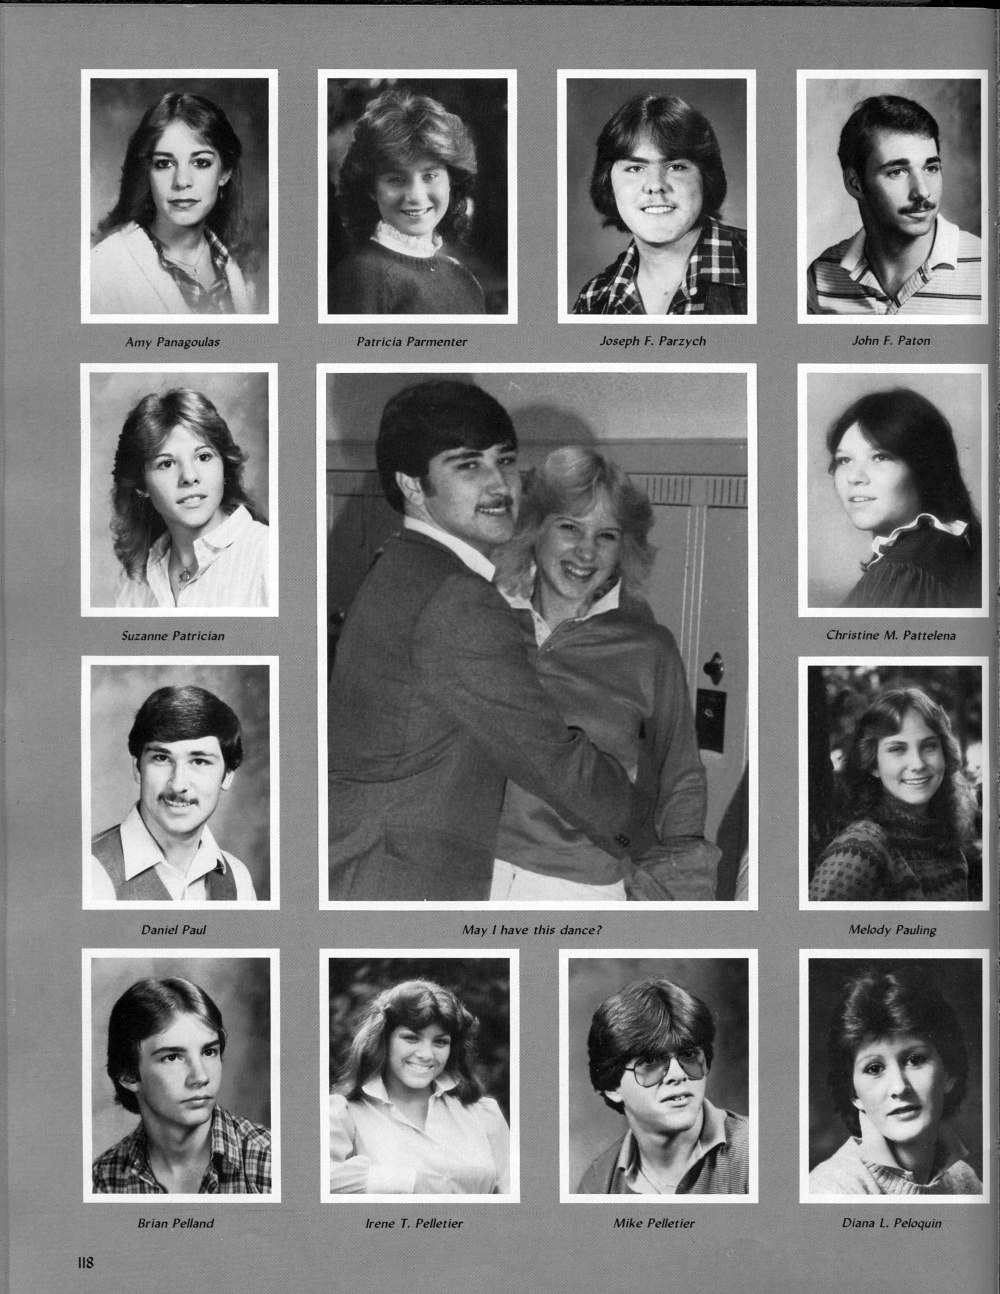 Amy Panagoulas
Patricia Parmenter
Joseph F. Parzych
John F. Paton
Suzanne Patrician
Christine M. Pattelena
Daniel Paul
May I have this dance?
Melody Pauling
Brian Pelland
Irene T. Pelletier
Mike Pelletier
Diana L. Peloquin
118